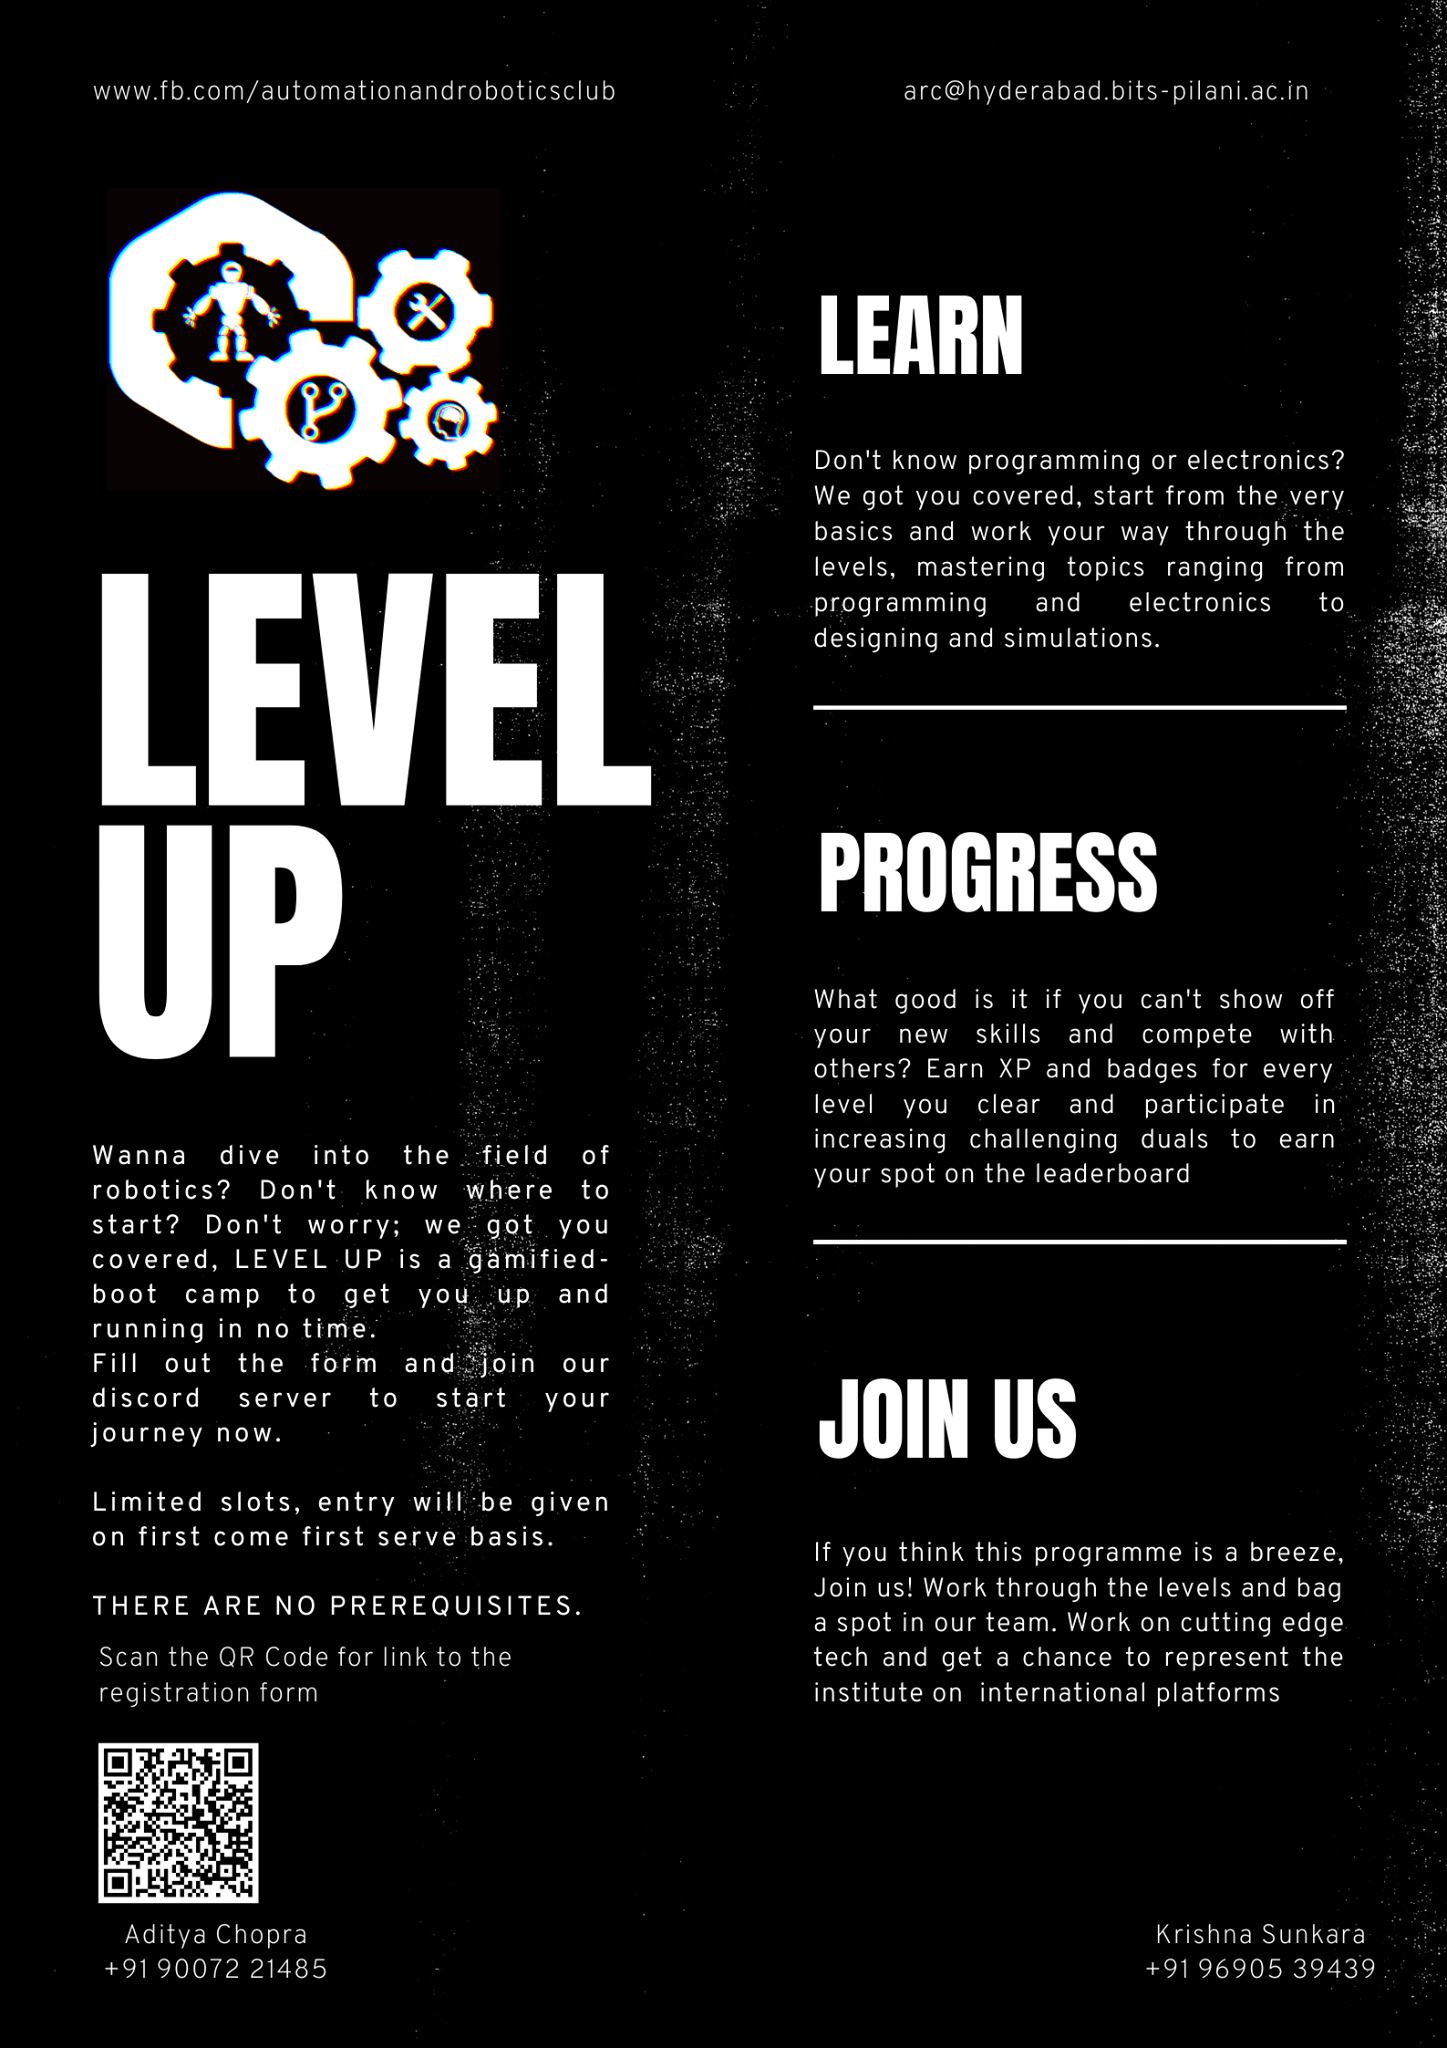 www.fb.com/automationandroboticsclub
arc@hyderabad.bits-pilani.ac.in
LEVEL
UP
Wanna dive into the field of
robotics? Don't know where to
start? Don't worry; we got you
covered, LEVEL UP is a gamified-
boot camp to get you up and
running in no time.
Fill out the form and join our
discord server to start your
journey now.
Limited slots, entry will be given
on first come first serve basis.
THERE ARE NO PREREQUISITES.
Scan the QR Code for link to the
registration form
Aditya Chopra
+91 90072 21485
LEARN
Don't know programming or electronics?
We got you covered, start from the very
basics and work your way through the
levels, mastering topics ranging from
programming and electronics to
designing and simulations.
PROGRESS
What good is it if you can't show off
your new skills and compete with
others? Earn XP and badges for every
level you clear and participate in
increasing challenging duals to earn
your spot on the leaderboard
JOIN US
If you think this programme is a breeze,
Join us! Work through the levels and bag
a spot in our team. Work on cutting edge
tech and get a chance to represent the
institute on  international platforms
Krishna Sunkara
+91 96905 39439